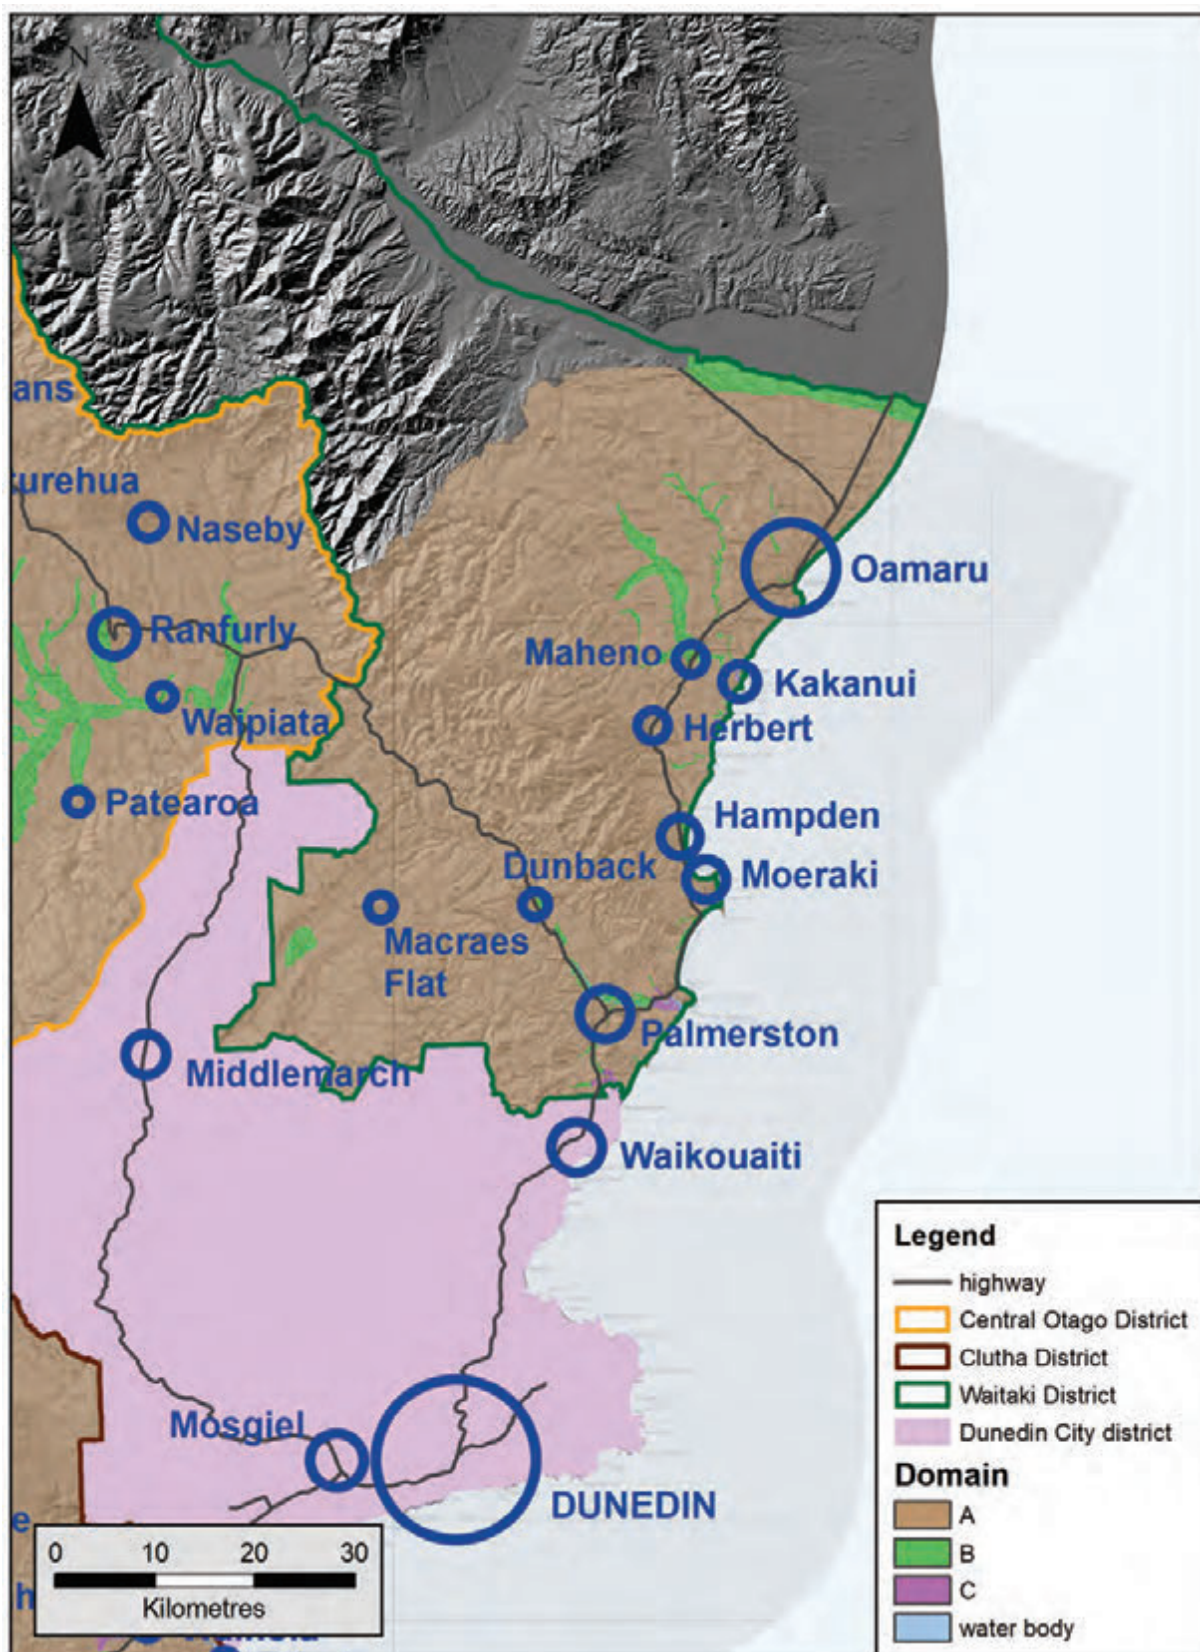 N
ans
urehua
Naseby
Ranfurly
Waipiata
Patearoa
Oamaru
Maheno
Kakanui
Herbert
Hampden
Dunback
Moeraki
Macraes
Flat
Palmerston
Middlemarch
Waikouaiti
Mosgiel
DUNEDIN
e
h
0 10 20 30
Kilometres
Legend
highway
Central Otago District
Clutha District
Waitaki District
Dunedin City district
Domain
A
B
C
water body